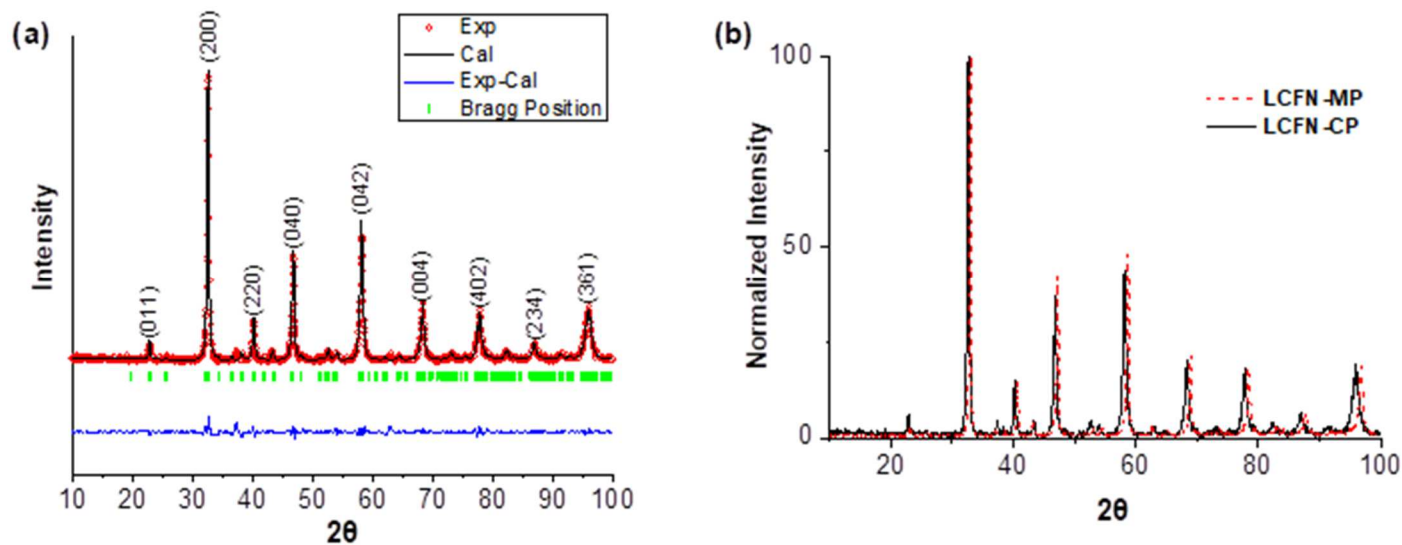 (a)
Exp
Cal
Exp-Cal
Bragg Position
(011)
(200)
(220)
(040)
(042)
(004)
(402)
(234)
(361)
Intensity
10 20 30 40 50 60 70 80 90 100
2θ
(b)
100
50
0
LCFN-MP
LCFN-CP
Normalized Intensity
20 40 60 80 100
2θ